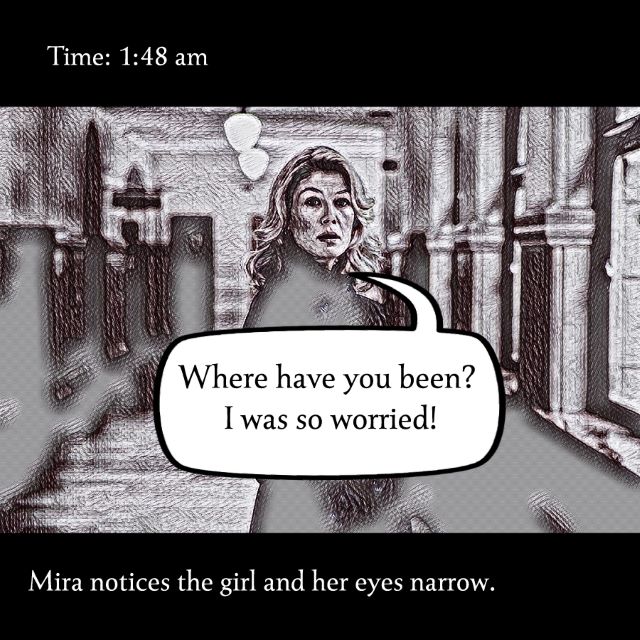 Time: 1:48 am
Where have you been?
I was so worried!
Mira notices the girl and her eyes narrow.